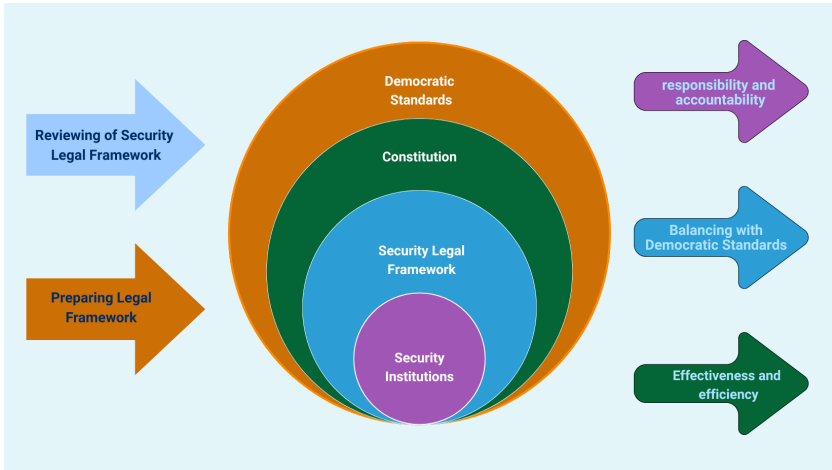 Reviewing of Security
Legal Framework
Preparing Legal
Framework
Democratic
Standards
Constitution
Security Legal
Framework
Security
Institutions
responsibility and
accountability
Balancing with
Democratic Standards
Effectiveness and
efficiency